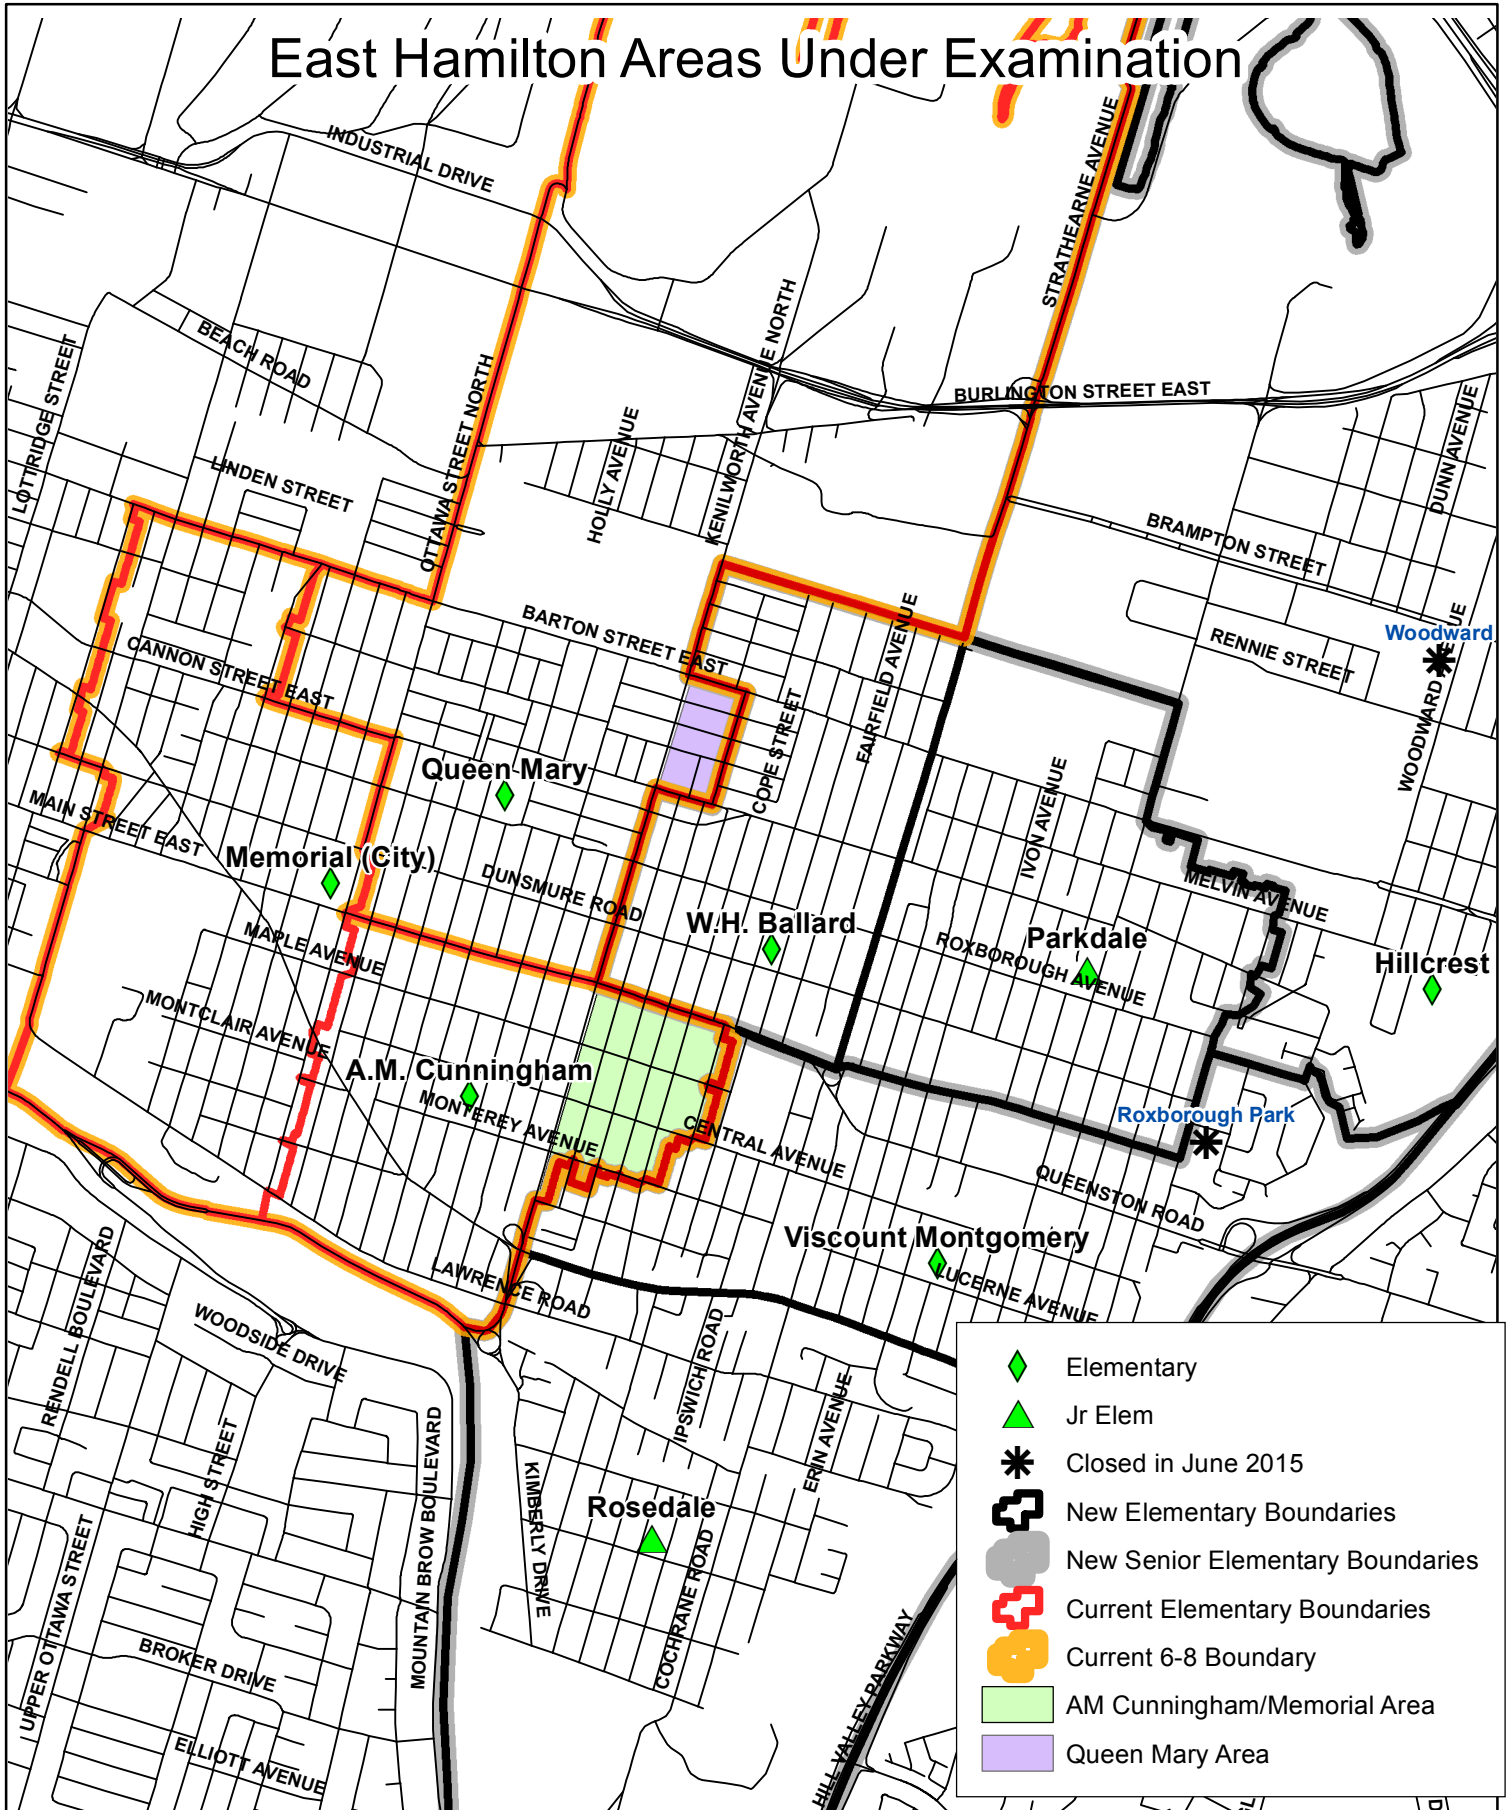 East Hamilton Areas Under Examination
INDUSTRIAL DRIVE
STRATHEARNE AVENUE
BEACH ROAD
LOTTRIDGE STREET
OTTAWA STREET NORTH
KENILWORTH AVENUE NORTH
BURLINGTON STREET EAST
HOLLY AVENUE
DUNN AVENUE
LINDEN STREET
BRAMPTON STREET
BARTON STREET EAST
FAIRFIELD AVENUE
RENNIE STREET
Woodward
WOODWARD AVENUE
CANNON STREET EAST
COPE STREET
Queen Mary
IVON AVENUE
MAIN STREET EAST
Memorial (City)
DUNSMURE ROAD
MELVIN AVENUE
W.H. Ballard
MAPLE AVENUE
ROXBOROUGH AVENUE
Parkdale
Hillcrest
MONTCLAIR AVENUE
A.M. Cunningham
MONTEREY AVENUE
CENTRAL AVENUE
Roxborough Park
QUEENSTON ROAD
Viscount Montgomery
LUCERNE AVENUE
LAWRENCE ROAD
RENDELL BOULEVARD
WOODSIDE DRIVE
IPSWICH ROAD
ERIN AVENUE
HIGH STREET
MOUNTAIN BROW BOULEVARD
KIMBERLY DRIVE
Rosedale
COCHRANE ROAD
UPPER OTTAWA STREET
BROKER DRIVE
ELLIOTT AVENUE
HILL VALLEY PARKWAY
Elementary
Jr Elem
Closed in June 2015
New Elementary Boundaries
New Senior Elementary Boundaries
Current Elementary Boundaries
Current 6-8 Boundary
AM Cunningham/Memorial Area
Queen Mary Area